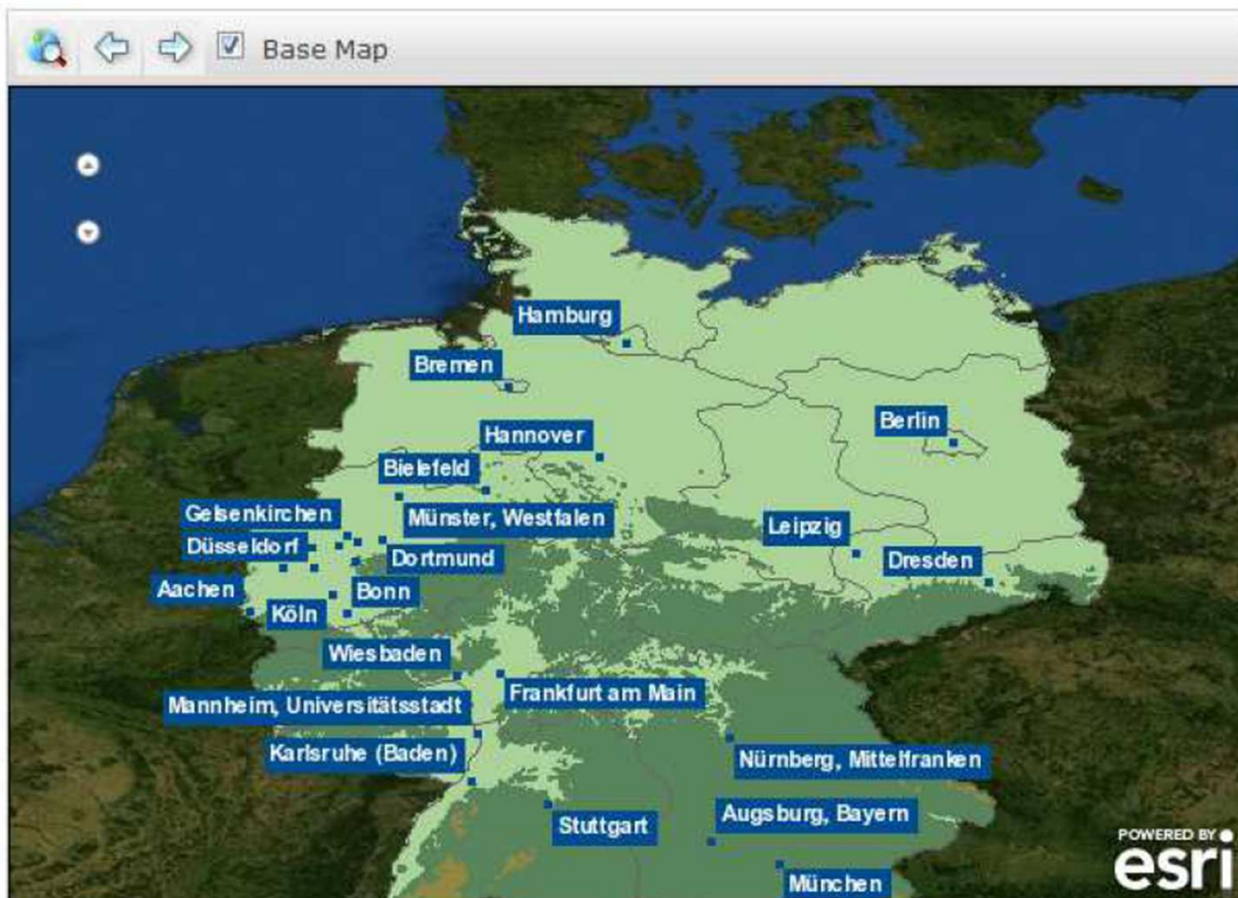 Base Map
Hamburg
Bremen
Berlin
Hannover
Bielefeld
Gelsenkirchen
Münster, Westfalen
Leipzig
Düsseldorf
Dortmund
Dresden
Aachen
Bonn
Köln
Wiesbaden
Frankfurt am Main
Mannheim, Universitätsstadt
Karlsruhe (Baden)
Nürnberg, Mittelfranken
Augsburg, Bayern
Stuttgart
München
POWERED BY
esri